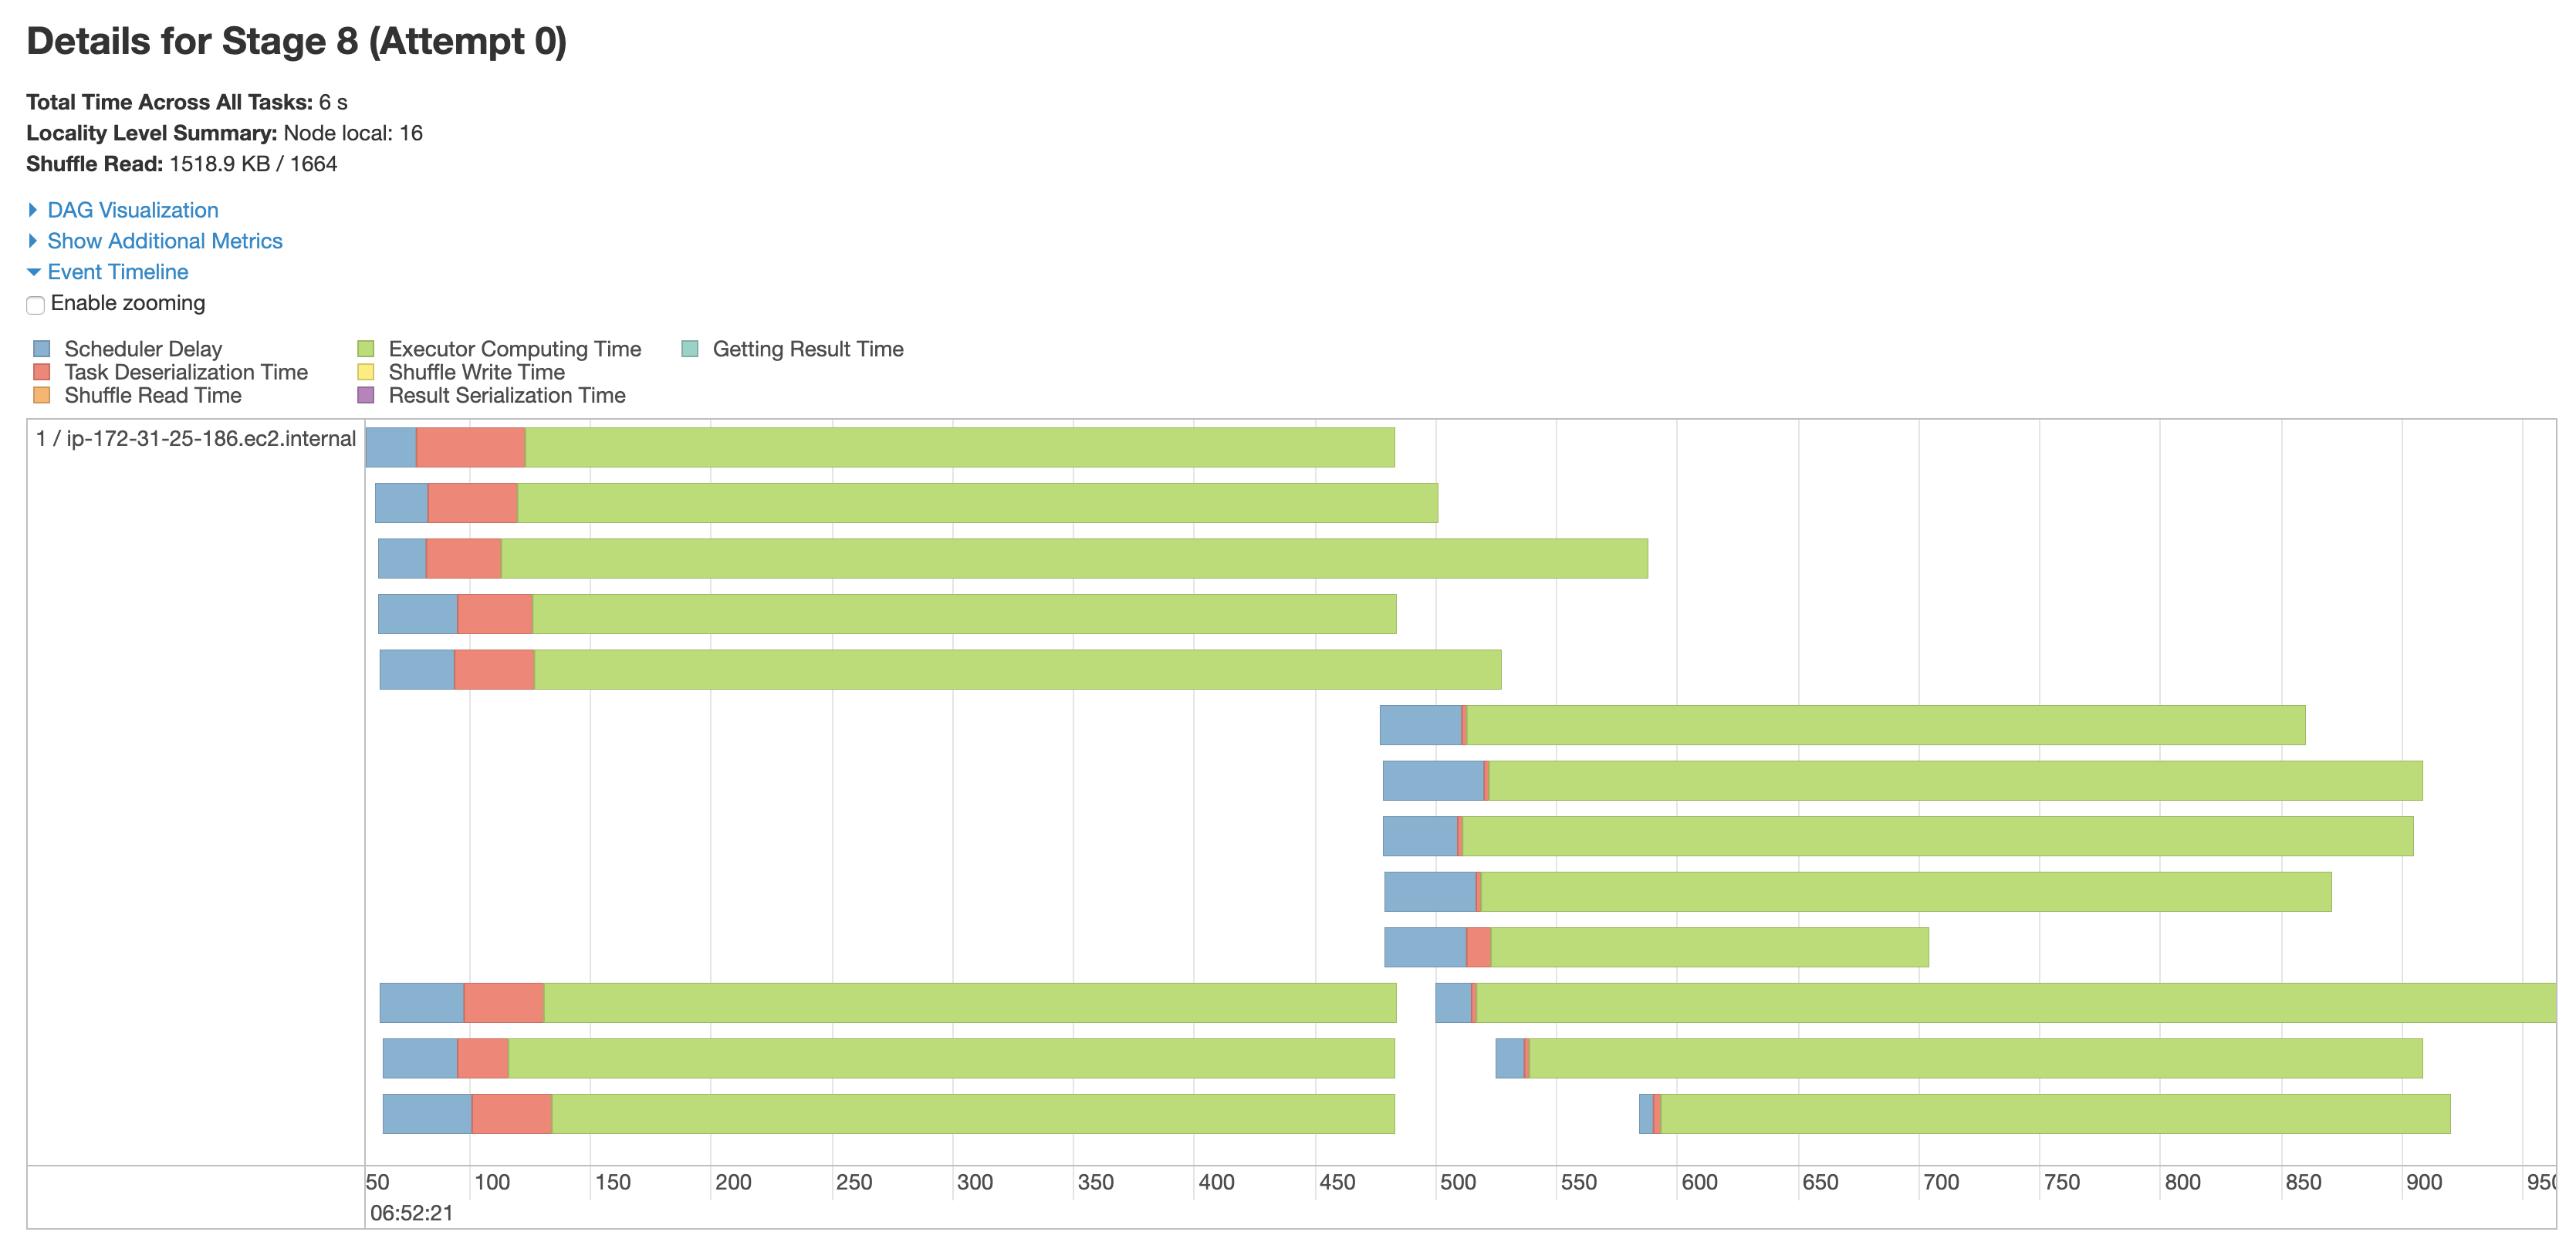 Details for Stage 8 (Attempt 0)
Total Time Across All Tasks: 6 s
Locality Level Summary: Node local: 16
Shuffle Read: 1518.9 KB / 1664
DAG Visualization
Show Additional Metrics
Event Timeline
Enable zooming
Scheduler Delay Executor Computing Time Getting Result Time
Task Deserialization Time Shuffle Write Time
Shuffle Read Time Result Serialization Time
1 / ip-172-31-25-186.ec2.internal
50 100 150 200 250 300 350 400 450 500 550 600 650 700 750 800 850 900 950
06:52:21